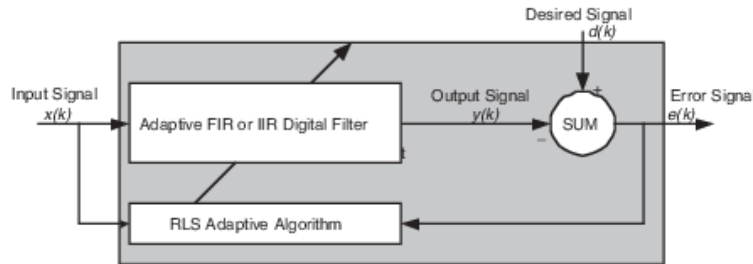 Desired Signal
d(k)
Input Signal
x(k)
Adaptive FIR or IIR Digital Filter
Output Signal
y(k)
+
−
SUM
Error Signa
e(k)
t
RLS Adaptive Algorithm